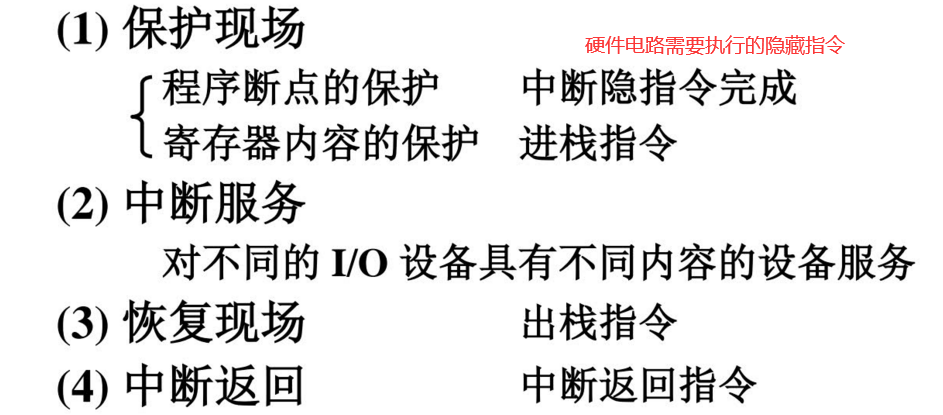 (1) 保护现场
硬件电路需要执行的隐藏指令
程序断点的保护 中断隐指令完成
寄存器内容的保护 进栈指令
(2) 中断服务
对不同的 I/O 设备具有不同内容的设备服务
(3) 恢复现场 出栈指令
(4) 中断返回 中断返回指令